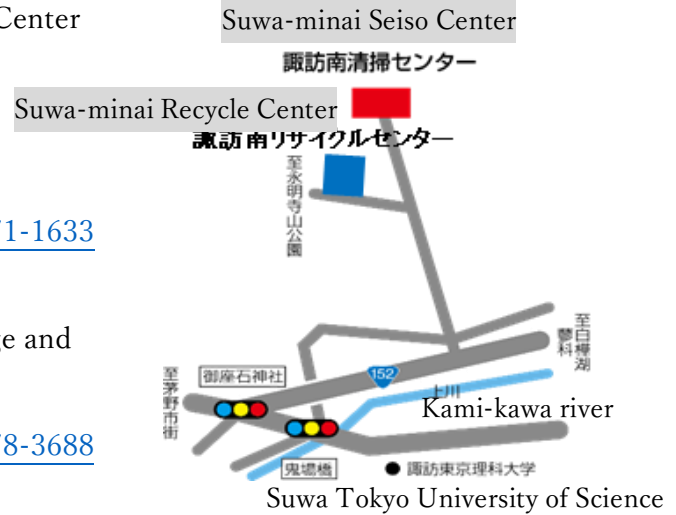 Center
Suwa-minai Seiso Center
諏訪南清掃センター
Suwa-minai Recycle Center
諏訪南リサイクルセンター
至永明寺山公園
71-1633
ge and
至白樺湖
蓼科
152
至茅野市街
御座石神社
上川
Kami-kawa river
78-3688
鬼場橋
諏訪東京理科大学
Suwa Tokyo University of Science